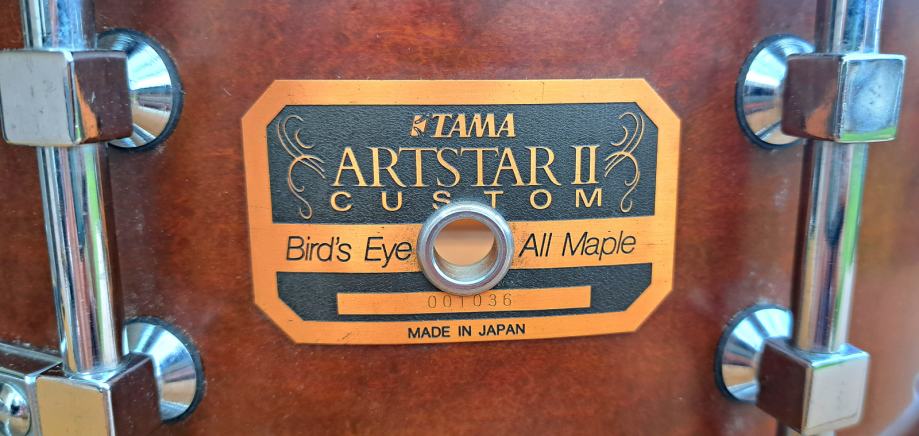 TAMA
ARTSTAR II
CUSTOM
Bird's Eye All Maple
001036
MADE IN JAPAN